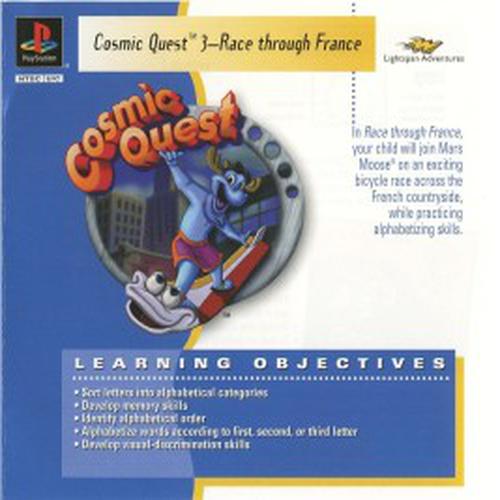 PlayStation
NTSC U/C
Cosmic Quest™ 3–Race through France
Lightspan Adventures
Cosmic
Quest
TM
In Race through France,
your child will join Mars
Moose® on an exciting
bicycle race across the
French countryside,
while practicing
alphabetizing skills.
LEARNING OBJECTIVES
• Sort letters into alphabetical categories
• Develop memory skills
• Identify alphabetical order
• Alphabetize words according to first, second, or third letter
• Develop visual-discrimination skills